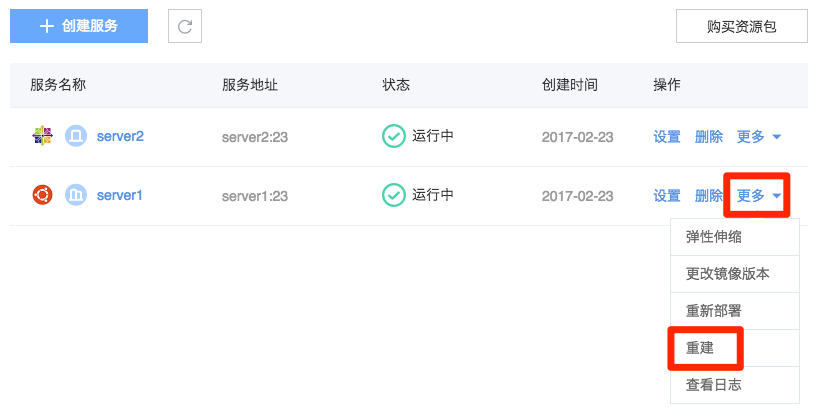 创建服务 购买资源包
服务名称 服务地址 状态 创建时间 操作
server2 server2:23 运行中 2017-02-23 设置 删除 更多
server1 server1:23 运行中 2017-02-23 设置 删除 更多
弹性伸缩
更改镜像版本
重新部署
重建
查看日志